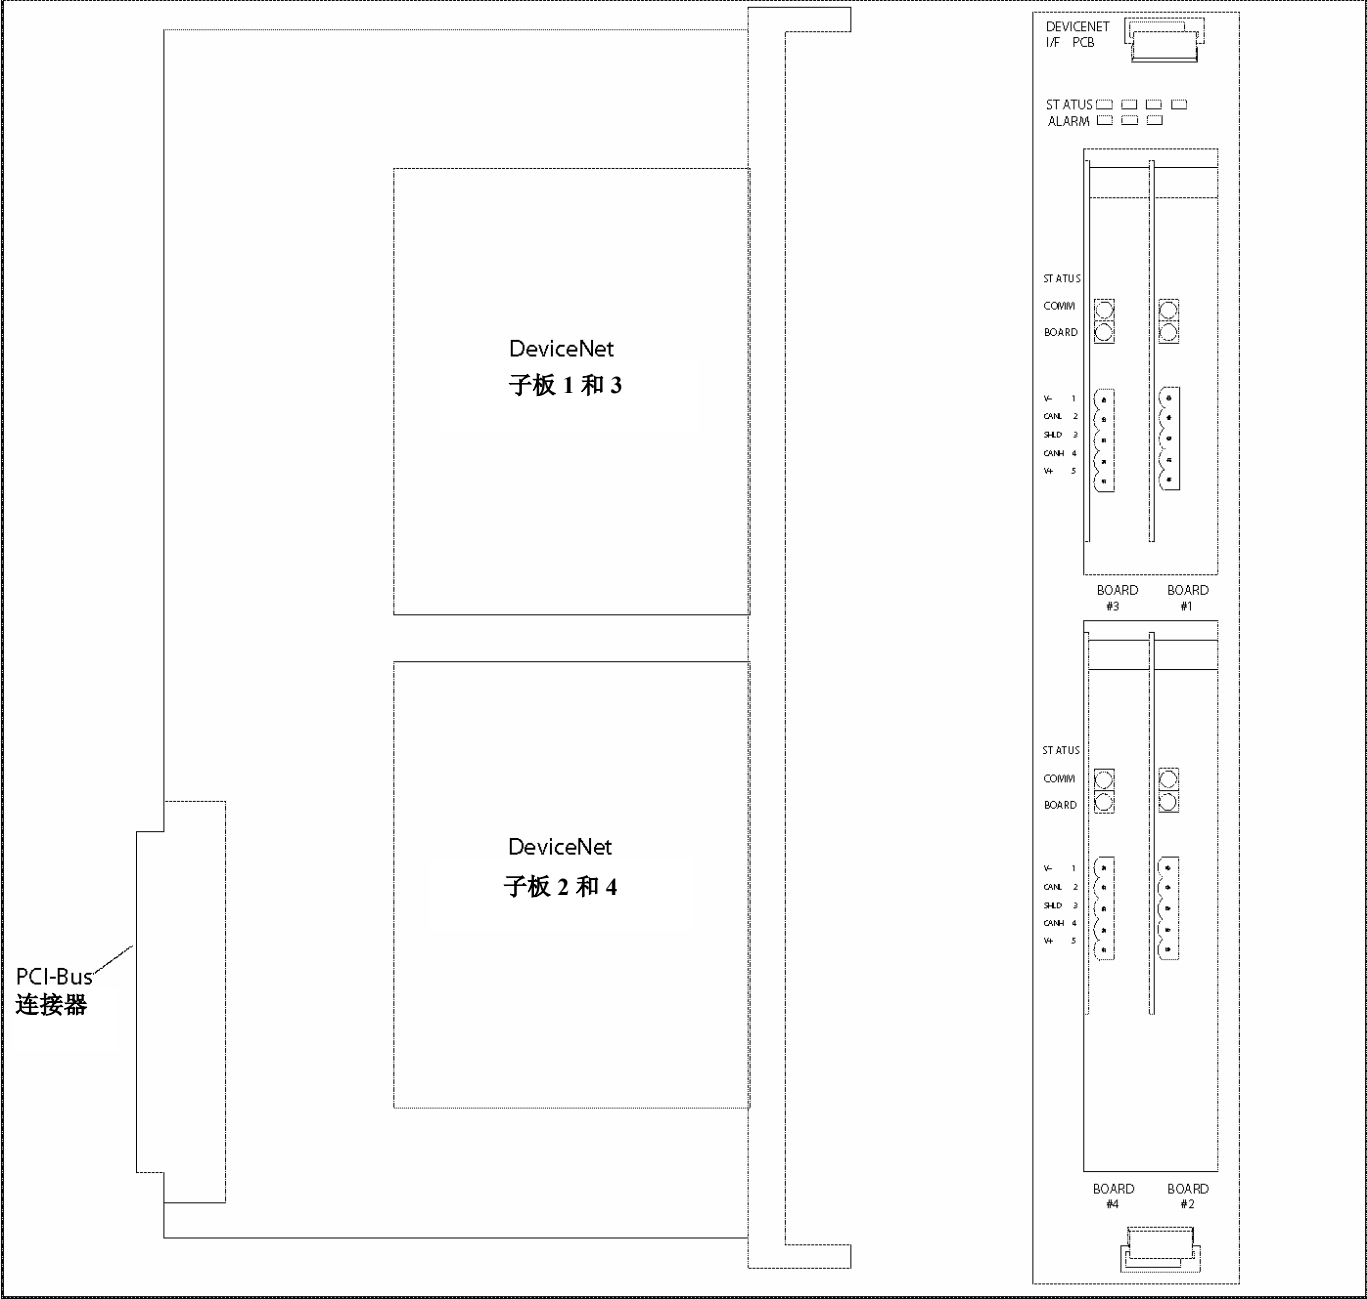 DeviceNet
子板 1 和 3
DeviceNet
子板 2 和 4
PCI-Bus
连接器
DEVICENET
I/F PCB
STATUS
ALARM
STATUS
COMM
BOARD
V- 1
CANL 2
SHLD 3
CANH 4
V+ 5
BOARD BOARD
#3 #1
STATUS
COMM
BOARD
V- 1
CANL 2
SHLD 3
CANH 4
V+ 5
BOARD BOARD
#4 #2